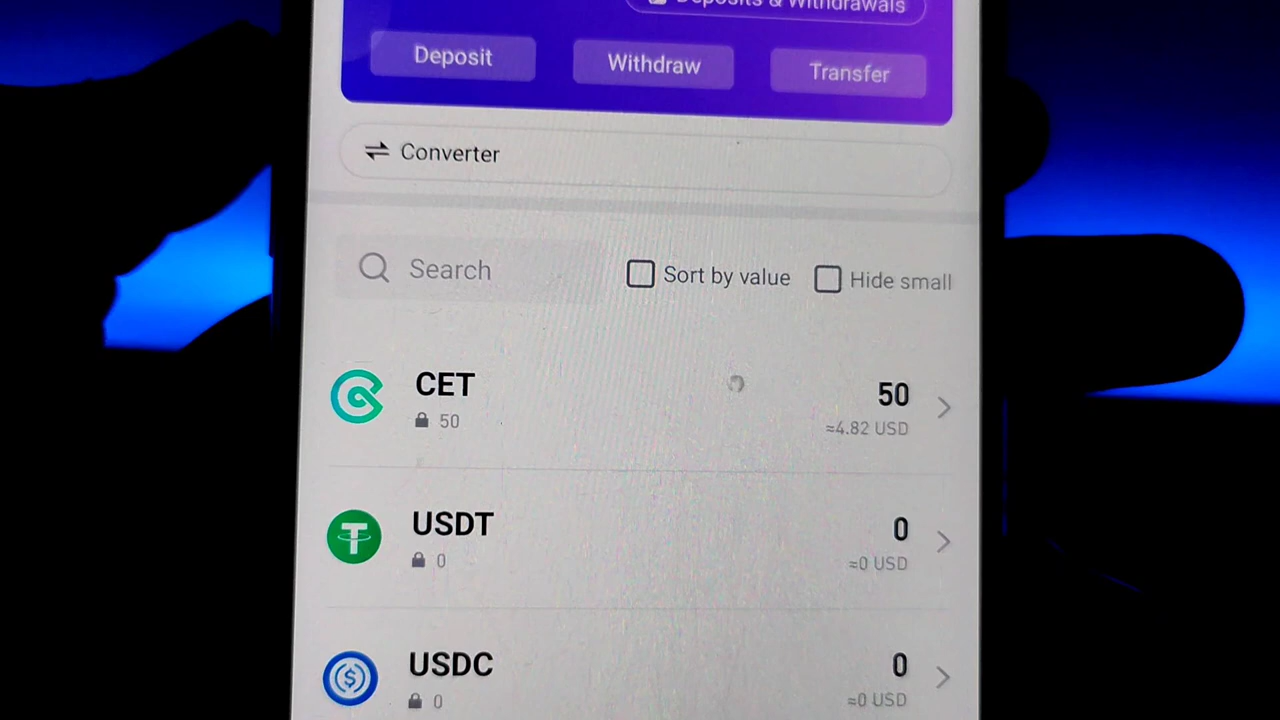 Deposits & Withdrawals
Deposit Withdraw Transfer
Converter
Search Sort by value Hide small
CET 50
50 ≈4.82 USD
USDT 0
0 ≈0 USD
USDC 0
0 ≈0 USD